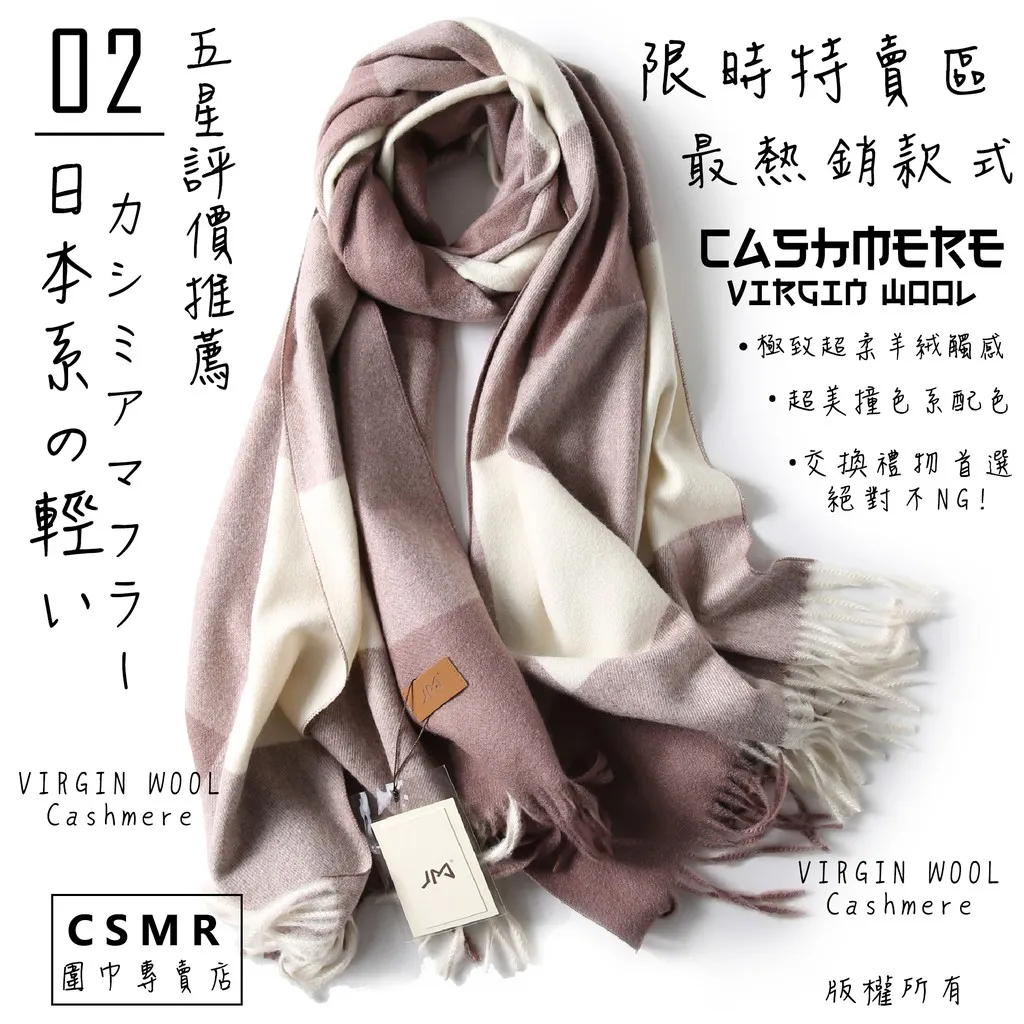 02
日本系の輕い
カシミアマフラー
五星評價推薦
限時特賣區
最熱銷款式
CASHMERE
VIRGIN WOOL
•極致超柔羊絨觸感
•超美撞色系配色
•交換禮物首選
絕對不NG!
JM
JM
VIRGIN WOOL
Cashmere
VIRGIN WOOL
Cashmere
CSMR
圍巾專賣店
版權所有